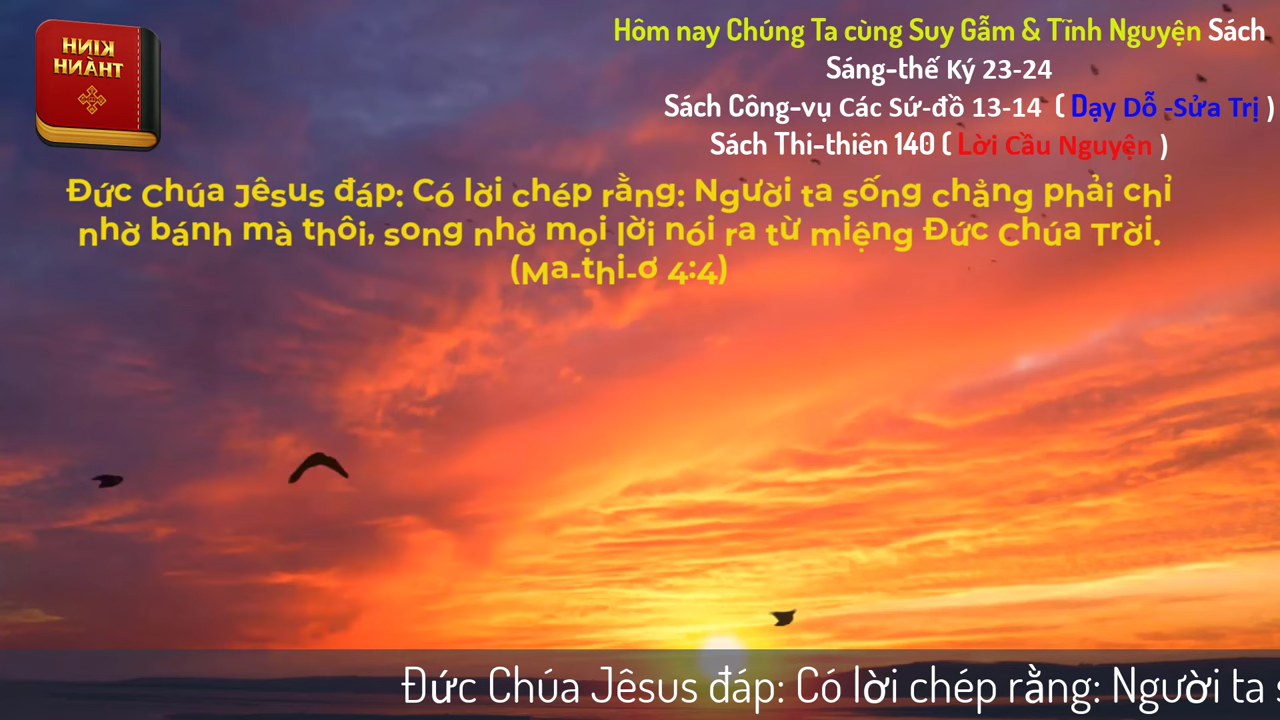 KINH
THÀNH
Hôm nay Chúng Ta cùng Suy Gẫm & Tĩnh Nguyện Sách
Sáng-thế Ký 23-24
Sách Công-vụ Các Sứ-đồ 13-14 ( Dạy Dỗ -Sửa Trị )
Sách Thi-thiên 140 ( Lời Cầu Nguyện )
Đức Chúa Jêsus đáp: Có lời chép rằng: Người ta sống chẳng phải chỉ
nhờ bánh mà thôi, song nhờ mọi lời nói ra từ miệng Đức Chúa Trời.
(Ma-thi-ơ 4:4)
Đức Chúa Jêsus đáp: Có lời chép rằng: Người ta